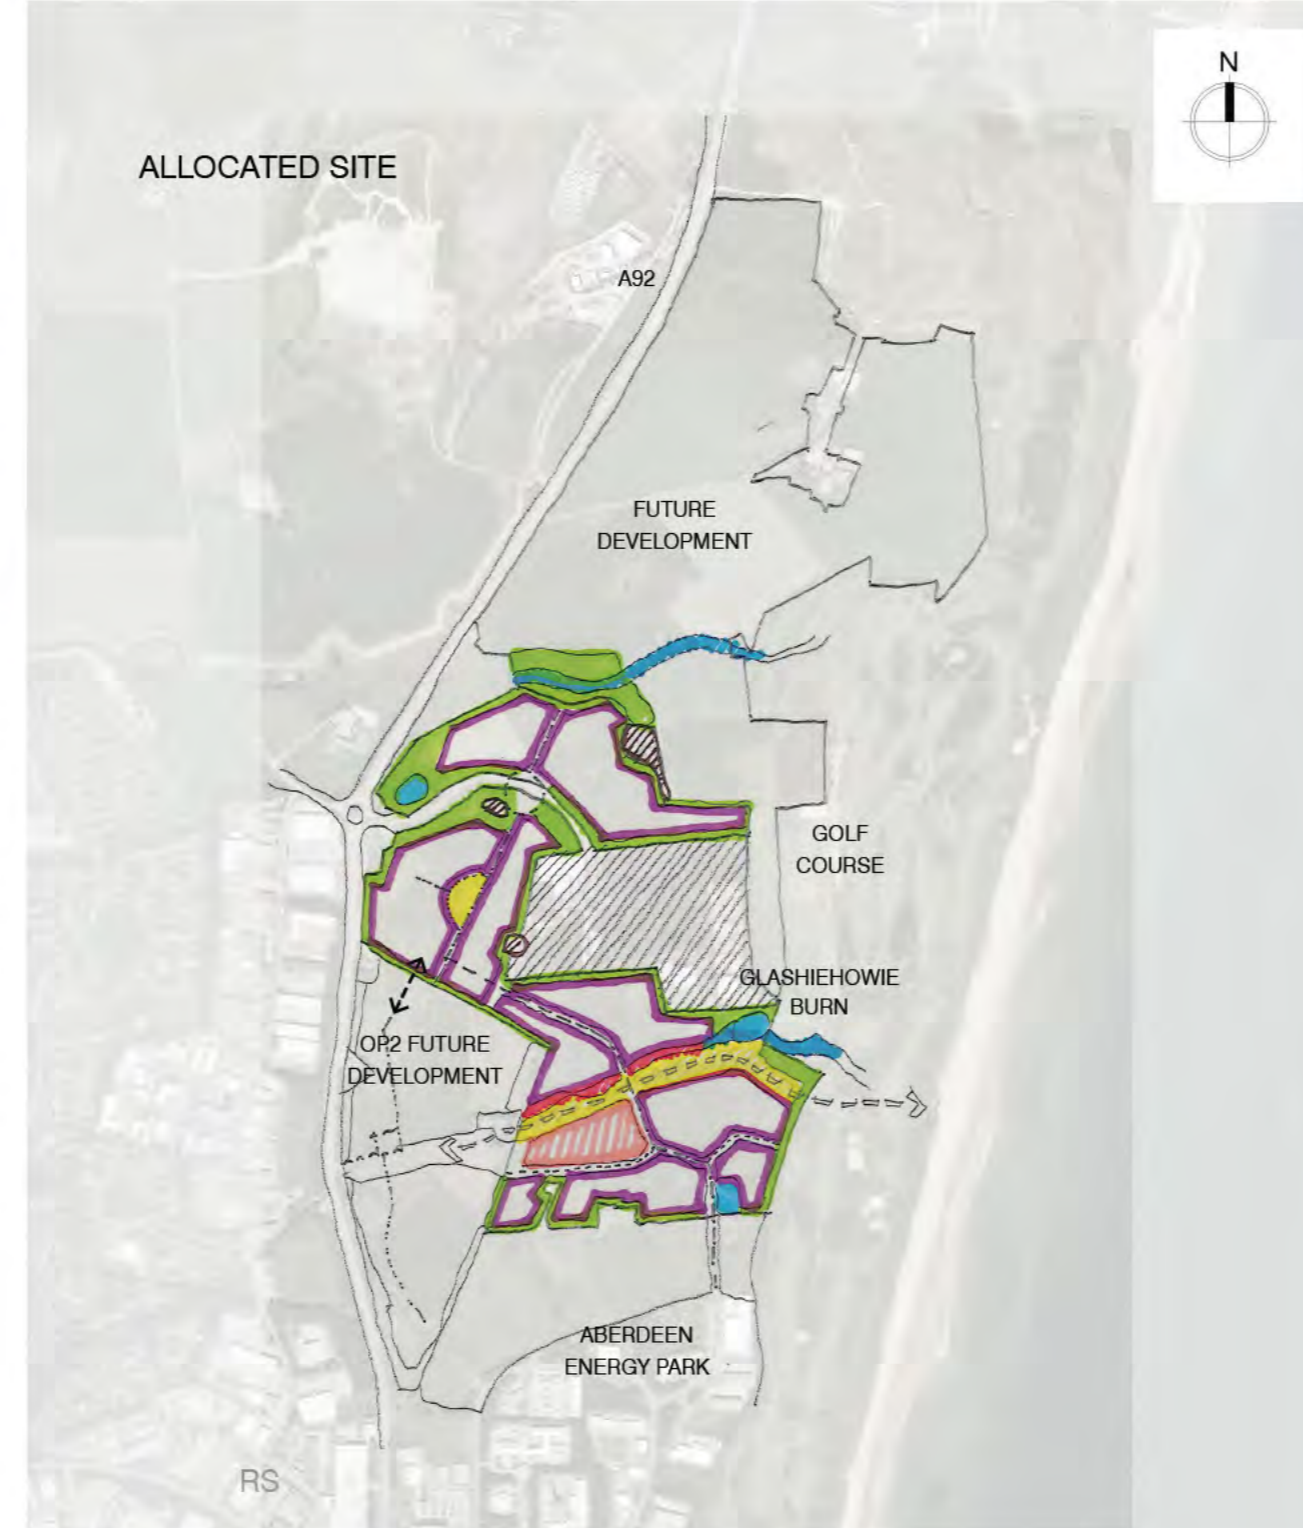 N
ALLOCATED SITE
A92
FUTURE
DEVELOPMENT
GOLF
COURSE
GLASHIEHOWIE
BURN
OP2 FUTURE
DEVELOPMENT
ABERDEEN
ENERGY PARK
RS